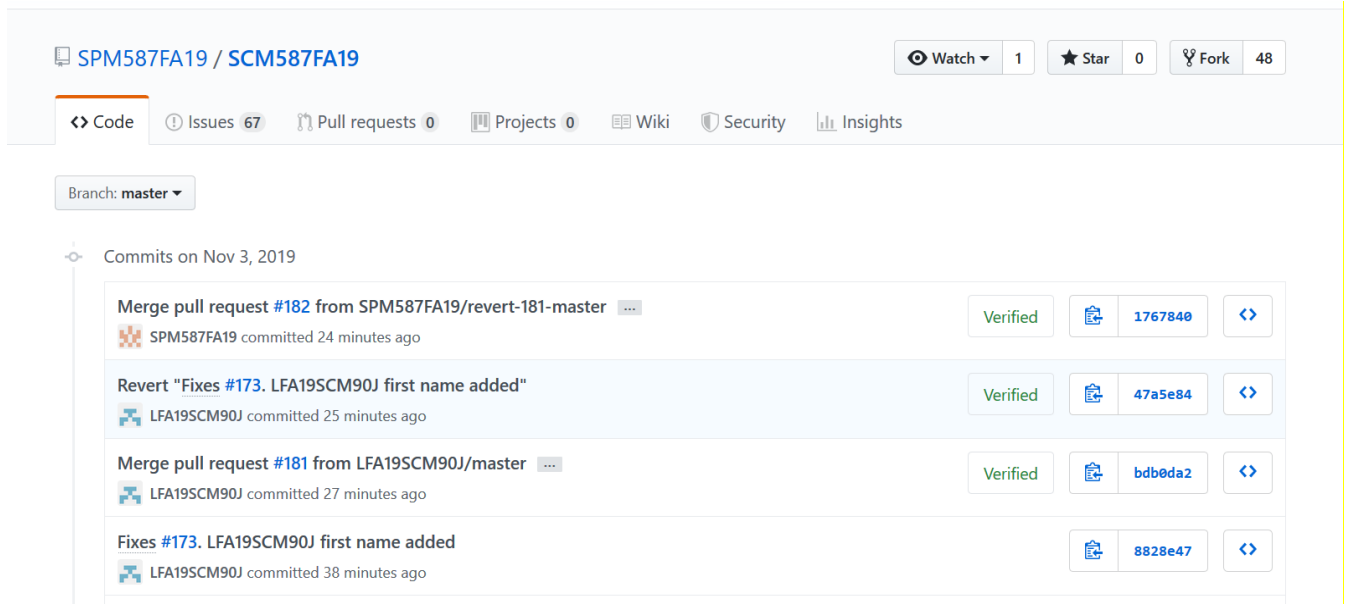 SPM587FA19 / SCM587FA19
Watch 1 Star 0 Fork 48
Code Issues 67 Pull requests 0 Projects 0 Wiki Security Insights
Branch: master
Commits on Nov 3, 2019
Merge pull request #182 from SPM587FA19/revert-181-master ...
SPM587FA19 committed 24 minutes ago
Verified 1767840
Revert "Fixes #173. LFA19SCM90J first name added"
LFA19SCM90J committed 25 minutes ago
Verified 47a5e84
Merge pull request #181 from LFA19SCM90J/master ...
LFA19SCM90J committed 27 minutes ago
Verified bdb0da2
Fixes #173. LFA19SCM90J first name added
LFA19SCM90J committed 38 minutes ago
8828e47